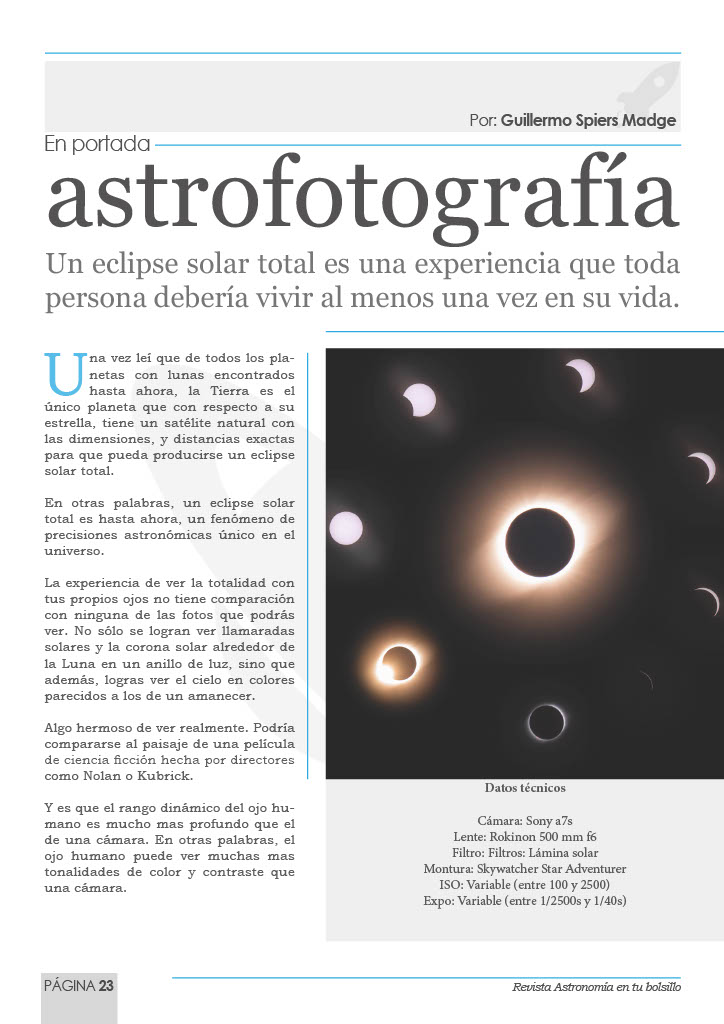 Por: Guillermo Spiers Madge
En portada
astrofotografía
Un eclipse solar total es una experiencia que toda
persona debería vivir al menos una vez en su vida.
Una vez leí que de todos los pla-
netas con lunas encontrados
hasta ahora, la Tierra es el
único planeta que con respecto a su
estrella, tiene un satélite natural con
las dimensiones, y distancias exactas
para que pueda producirse un eclipse
solar total.
En otras palabras, un eclipse solar
total es hasta ahora, un fenómeno de
precisiones astronómicas único en el
universo.
La experiencia de ver la totalidad con
tus propios ojos no tiene comparación
con ninguna de las fotos que podrás
ver. No sólo se logran ver llamaradas
solares y la corona solar alrededor de
la Luna en un anillo de luz, sino que
además, logras ver el cielo en colores
parecidos a los de un amanecer.
Algo hermoso de ver realmente. Podría
compararse al paisaje de una película
de ciencia ficción hecha por directores
como Nolan o Kubrick.
Y es que el rango dinámico del ojo hu-
mano es mucho mas profundo que el
de una cámara. En otras palabras, el
ojo humano puede ver muchas mas
tonalidades de color y contraste que
una cámara.
Datos técnicos
Cámara: Sony a7s
Lente: Rokinon 500 mm f6
Filtro: Filtros: Lámina solar
Montura: Skywatcher Star Adventurer
ISO: Variable (entre 100 y 2500)
Expo: Variable (entre 1/2500s y 1/40s)
PÁGINA 23
Revista Astronomía en tu bolsillo